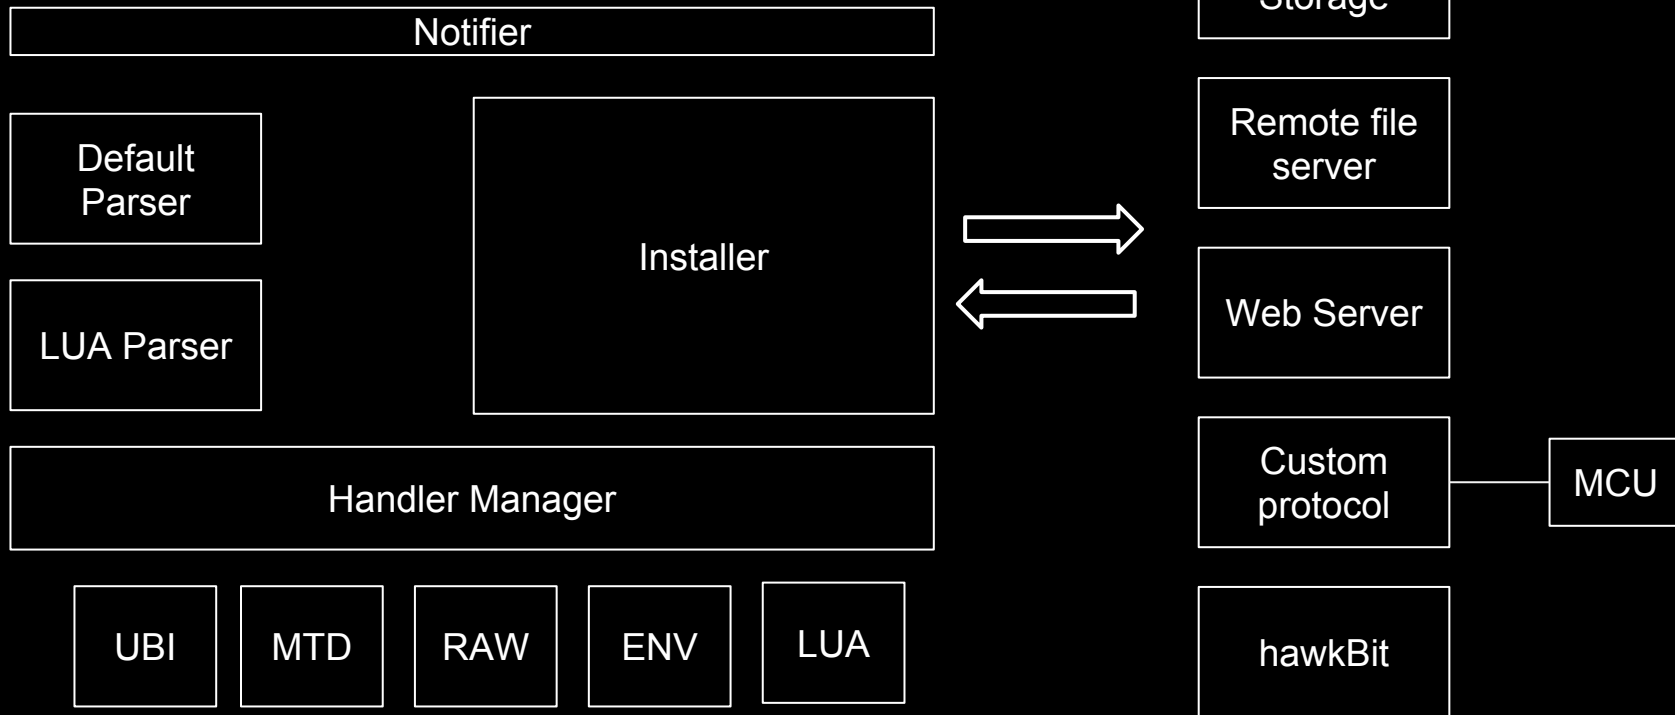 Notifier
Storage
Default
Parser
Installer
LUA Parser
Handler Manager
UBI
MTD
RAW
ENV
LUA
Remote file
server
Web Server
Custom
protocol
MCU
hawkBit